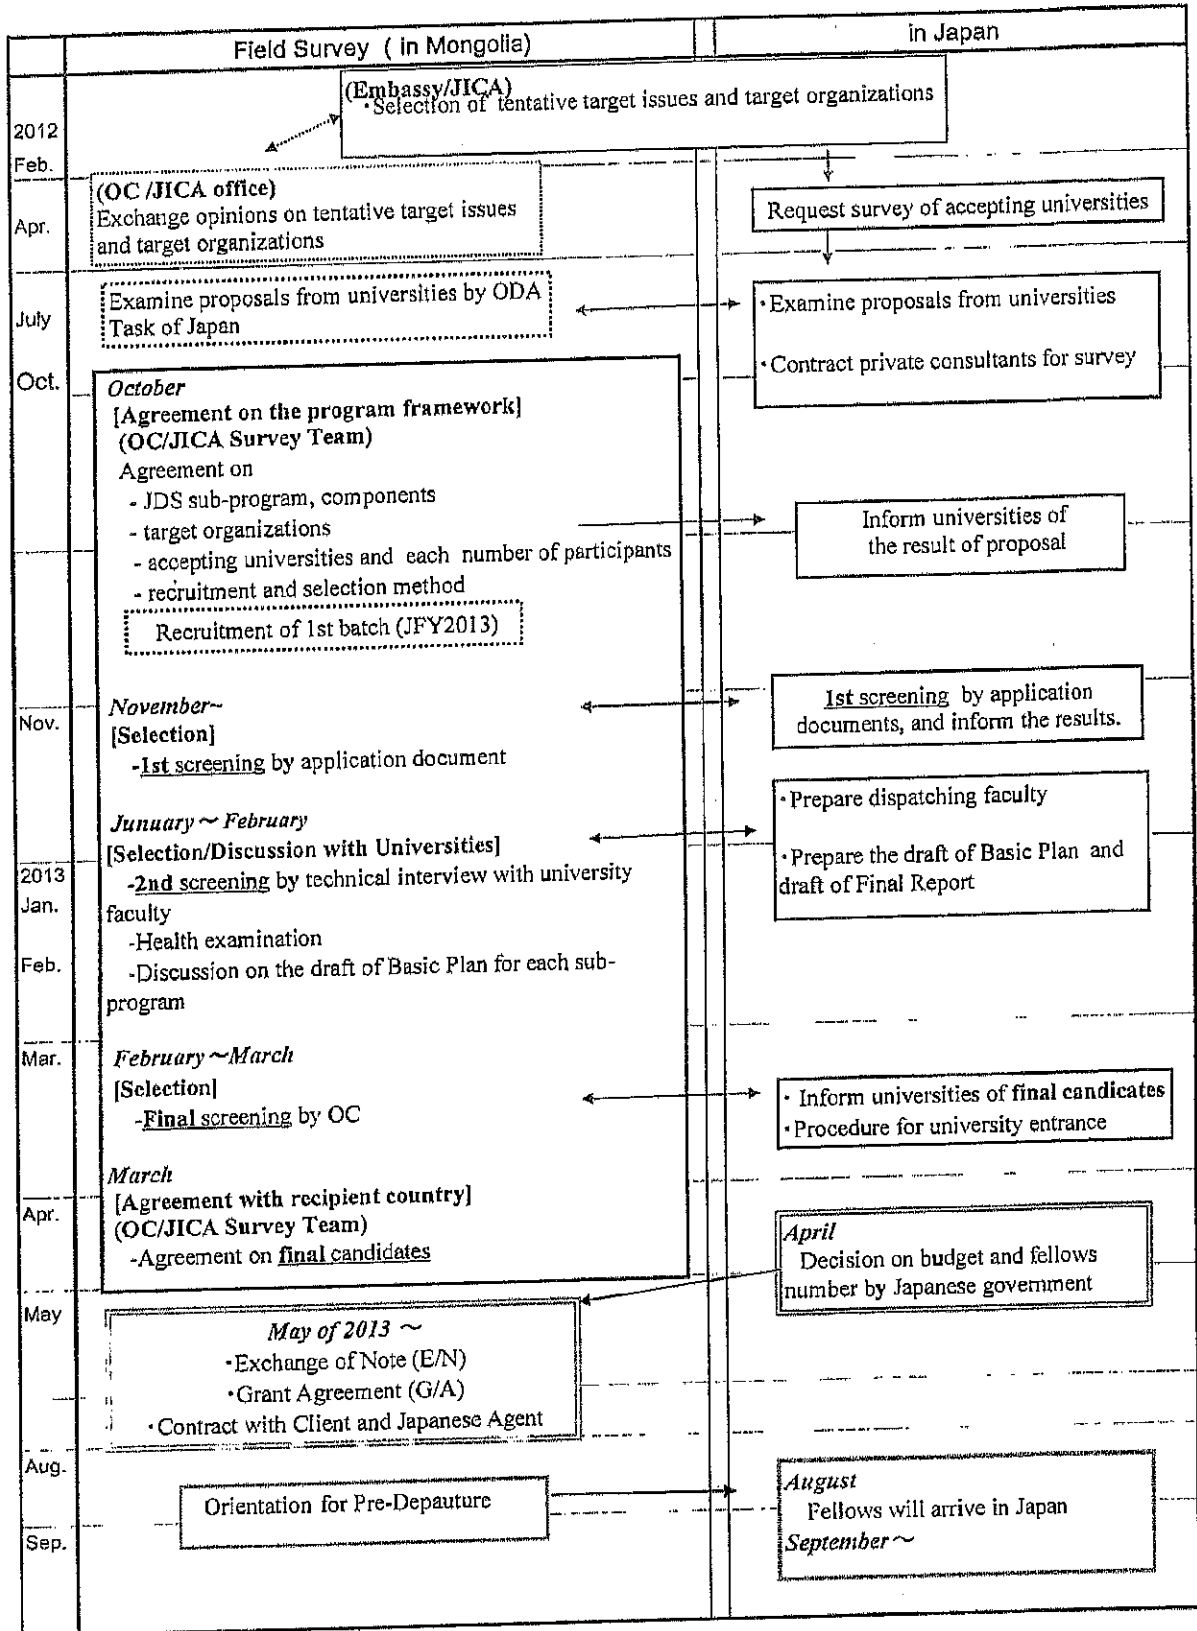 Field Survey ( in Mongolia)
in Japan
(Embassy/JICA)
・Selection of tentative target issues and target organizations
2012
Feb.
(OC /JICA office)
Exchange opinions on tentative target issues
and target organizations
Apr.
Request survey of accepting universities
Examine proposals from universities by ODA
Task of Japan
July
・Examine proposals from universities
・Contract private consultants for survey
Oct.
October
[Agreement on the program framework]
(OC/JICA Survey Team)
Agreement on
- JDS sub-program, components
- target organizations
- accepting universities and each number of participants
- recruitment and selection method
Recruitment of 1st batch (JFY2013)
Inform universities of
the result of proposal
Nov.
November~
[Selection]
-1st screening by application document
1st screening by application
documents, and inform the results.
Junuary ~ February
[Selection/Discussion with Universities]
-2nd screening by technical interview with university
faculty
-Health examination
-Discussion on the draft of Basic Plan for each sub-
program
・Prepare dispatching faculty
・Prepare the draft of Basic Plan and
draft of Final Report
2013
Jan.
Feb.
Mar.
February ~March
[Selection]
-Final screening by OC
・Inform universities of final candicates
・Procedure for university entrance
March
[Agreement with recipient country]
(OC/JICA Survey Team)
-Agreement on final candidates
Apr.
April
Decision on budget and fellows
number by Japanese government
May
May of 2013 ~
・Exchange of Note (E/N)
・Grant Agreement (G/A)
・Contract with Client and Japanese Agent
Aug.
Orientation for Pre-Depauture
August
Fellows will arrive in Japan
September~
Sep.